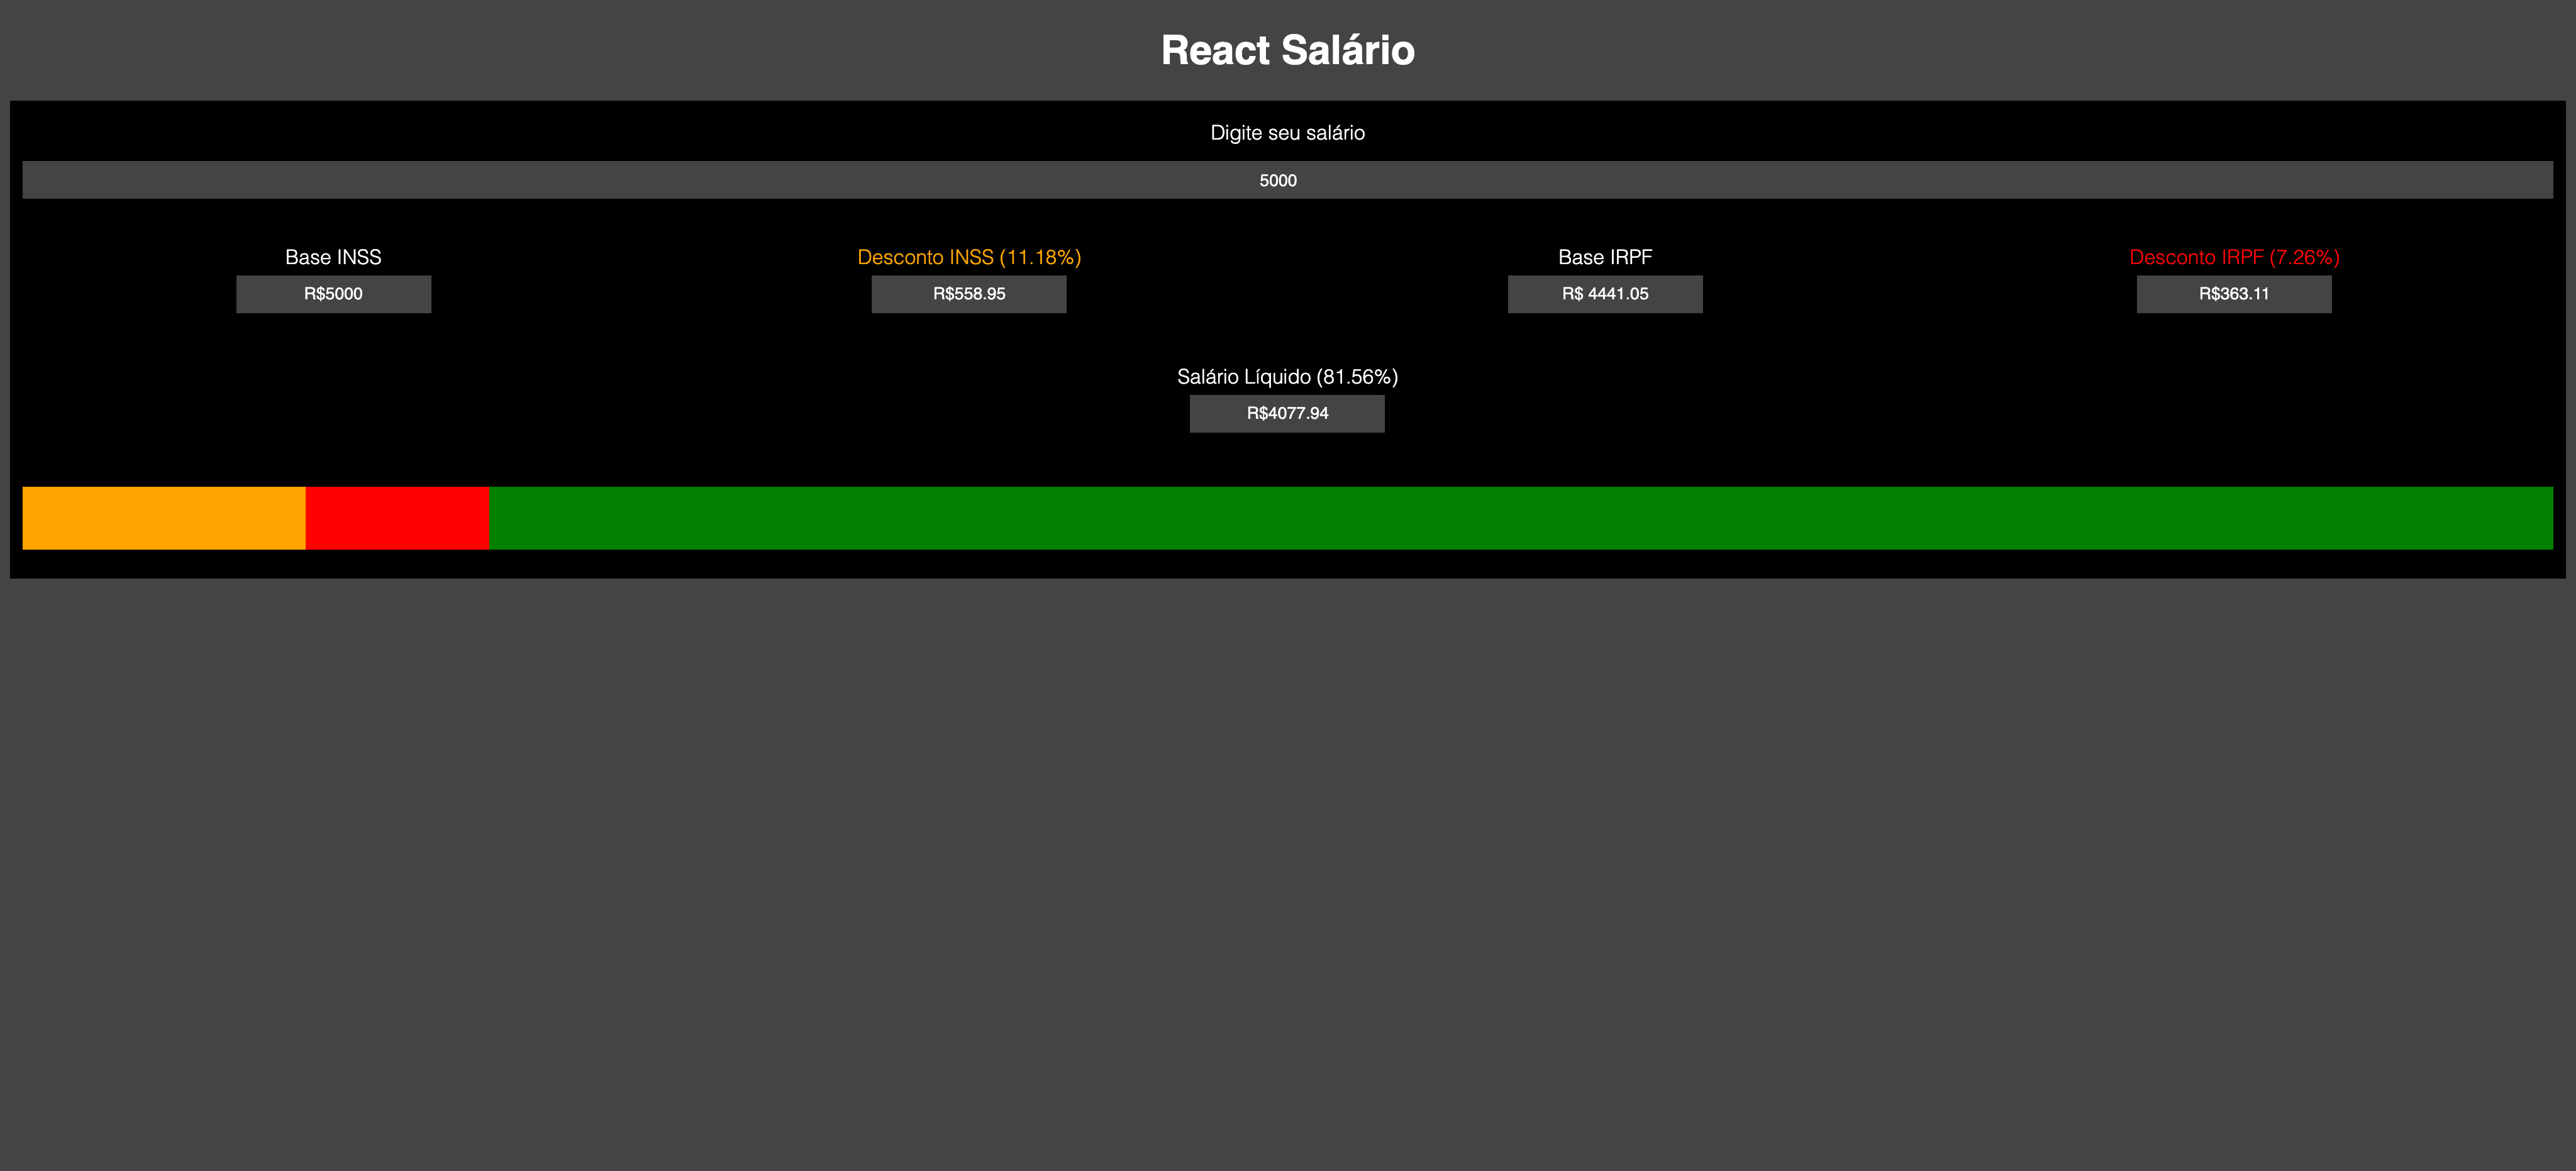 React Salário
Digite seu salário
5000
Base INSS
R$5000
Desconto INSS (11.18%)
R$558.95
Base IRPF
R$ 4441.05
Desconto IRPF (7.26%)
R$363.11
Salário Líquido (81.56%)
R$4077.94